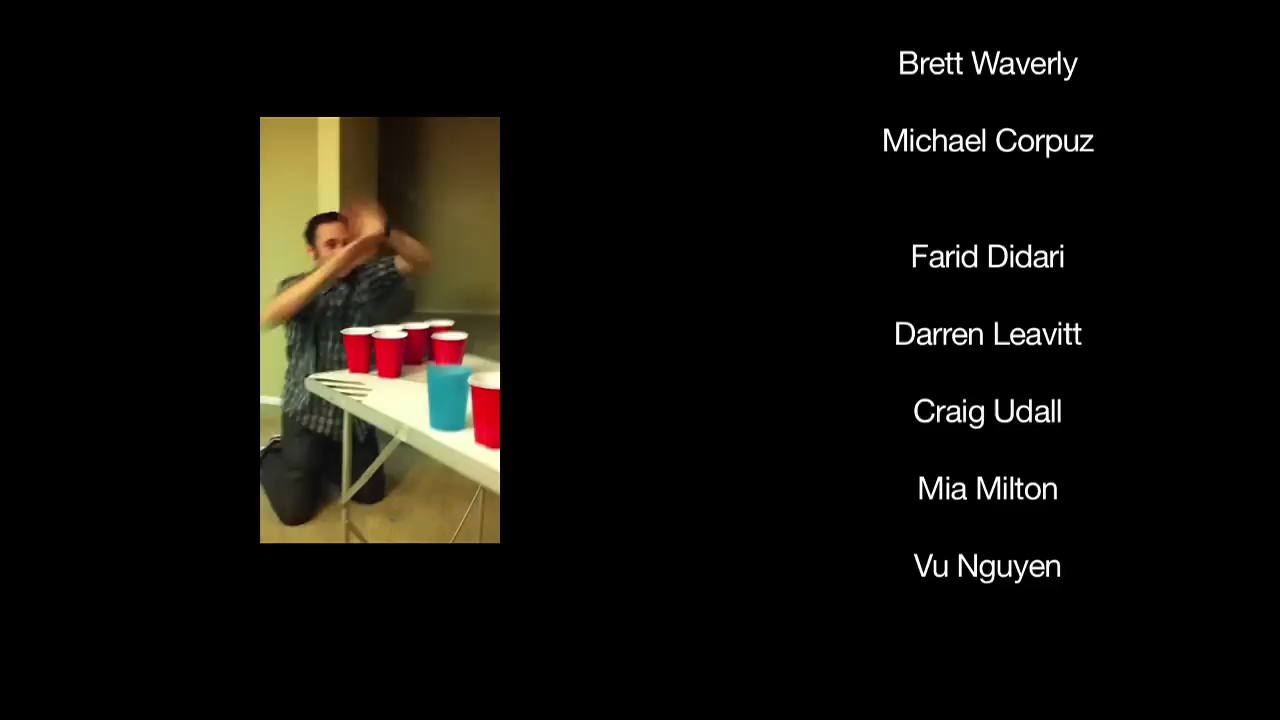 Brett Waverly
Michael Corpuz
Farid Didari
Darren Leavitt
Craig Udall
Mia Milton
Vu Nguyen